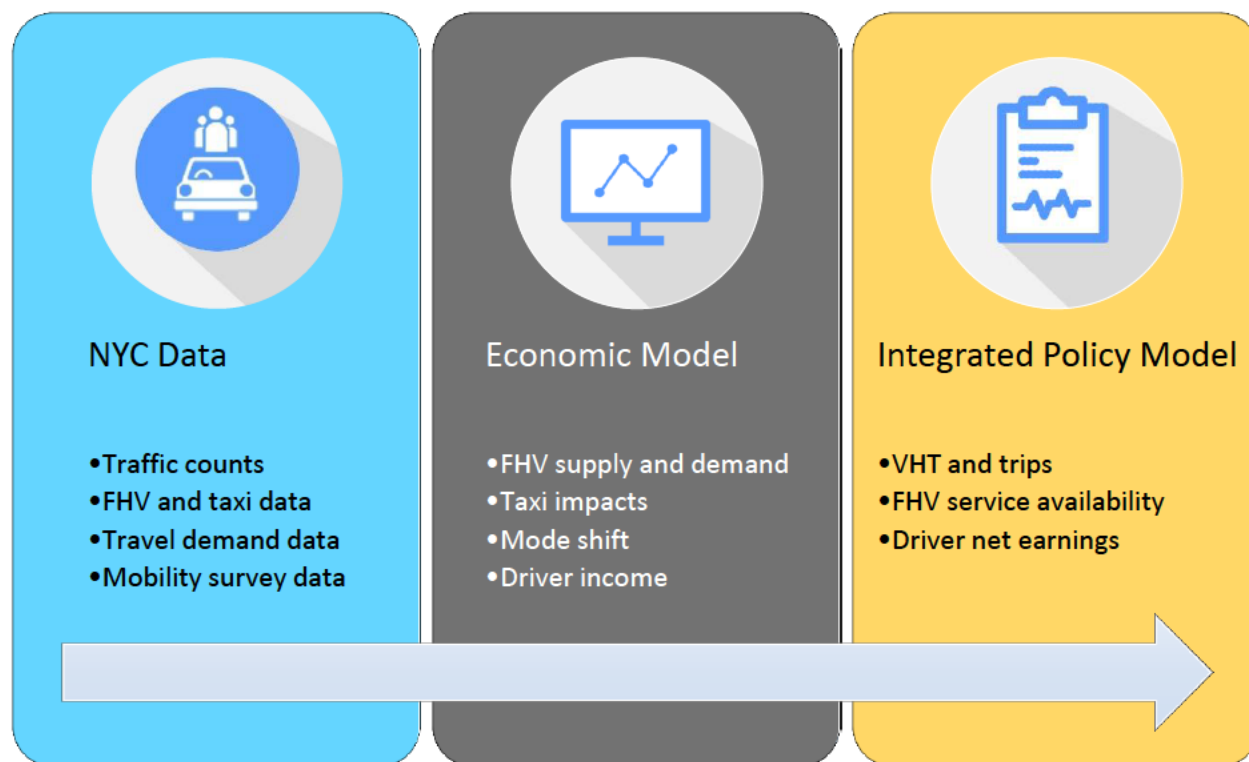 NYC Data
•Traffic counts
•FHV and taxi data
•Travel demand data
•Mobility survey data
Economic Model
•FHV supply and demand
•Taxi impacts
•Mode shift
•Driver income
Integrated Policy Model
•VHT and trips
•FHV service availability
•Driver net earnings